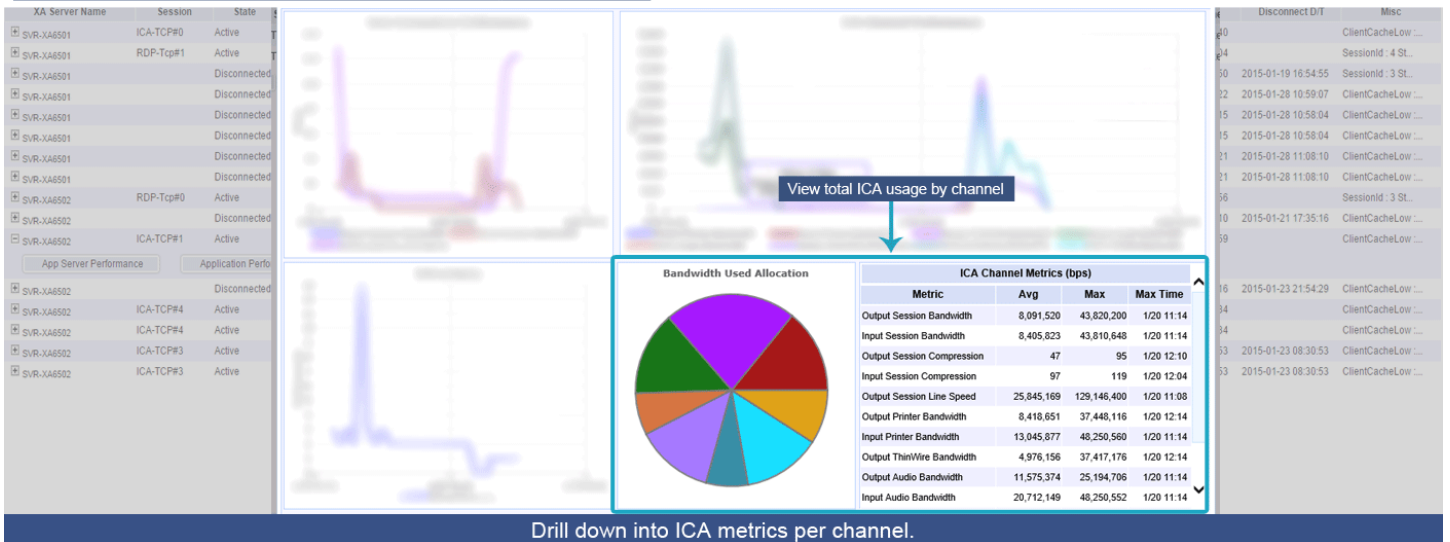 XA Server Name Session State Disconnect D/T Misc
SVR-XA6501 ICA-TCP#0 Active ClientCacheLow :...
SVR-XA6501 RDP-Tcp#1 Active SessionId : 4 St...
SVR-XA6501 Disconnected 2015-01-19 16:54:55 SessionId : 3 St...
SVR-XA6501 Disconnected 2015-01-28 10:59:07 ClientCacheLow :...
SVR-XA6501 Disconnected 2015-01-28 10:58:04 ClientCacheLow :...
SVR-XA6501 Disconnected 2015-01-28 10:58:04 ClientCacheLow :...
SVR-XA6501 Disconnected 2015-01-28 11:08:10 ClientCacheLow :...
SVR-XA6501 Disconnected 2015-01-28 11:08:10 ClientCacheLow :...
SVR-XA6502 RDP-Tcp#0 Active SessionId : 3 St...
SVR-XA6502 Disconnected 2015-01-21 17:35:16 ClientCacheLow :...
SVR-XA6502 ICA-TCP#1 Active ClientCacheLow :...
App Server Performance Application Perfo
SVR-XA6502 Disconnected 2015-01-23 21:54:29 ClientCacheLow :...
SVR-XA6502 ICA-TCP#4 Active ClientCacheLow :...
SVR-XA6502 ICA-TCP#4 Active ClientCacheLow :...
SVR-XA6502 ICA-TCP#3 Active 2015-01-23 08:30:53 ClientCacheLow :...
SVR-XA6502 ICA-TCP#3 Active 2015-01-23 08:30:53 ClientCacheLow :...
View total ICA usage by channel
Bandwidth Used Allocation
ICA Channel Metrics (bps)
Metric Avg Max Max Time
Output Session Bandwidth 8,091,520 43,820,200 1/20 11:14
Input Session Bandwidth 8,405,823 43,810,648 1/20 11:14
Output Session Compression 47 95 1/20 12:10
Input Session Compression 97 119 1/20 12:04
Output Session Line Speed 25,845,169 129,146,400 1/20 11:08
Output Printer Bandwidth 8,418,651 37,448,116 1/20 12:14
Input Printer Bandwidth 13,045,877 48,250,560 1/20 11:14
Output ThinWire Bandwidth 4,976,156 37,417,176 1/20 12:14
Output Audio Bandwidth 11,575,374 25,194,706 1/20 11:14
Input Audio Bandwidth 20,712,149 48,250,552 1/20 11:14
Drill down into ICA metrics per channel.